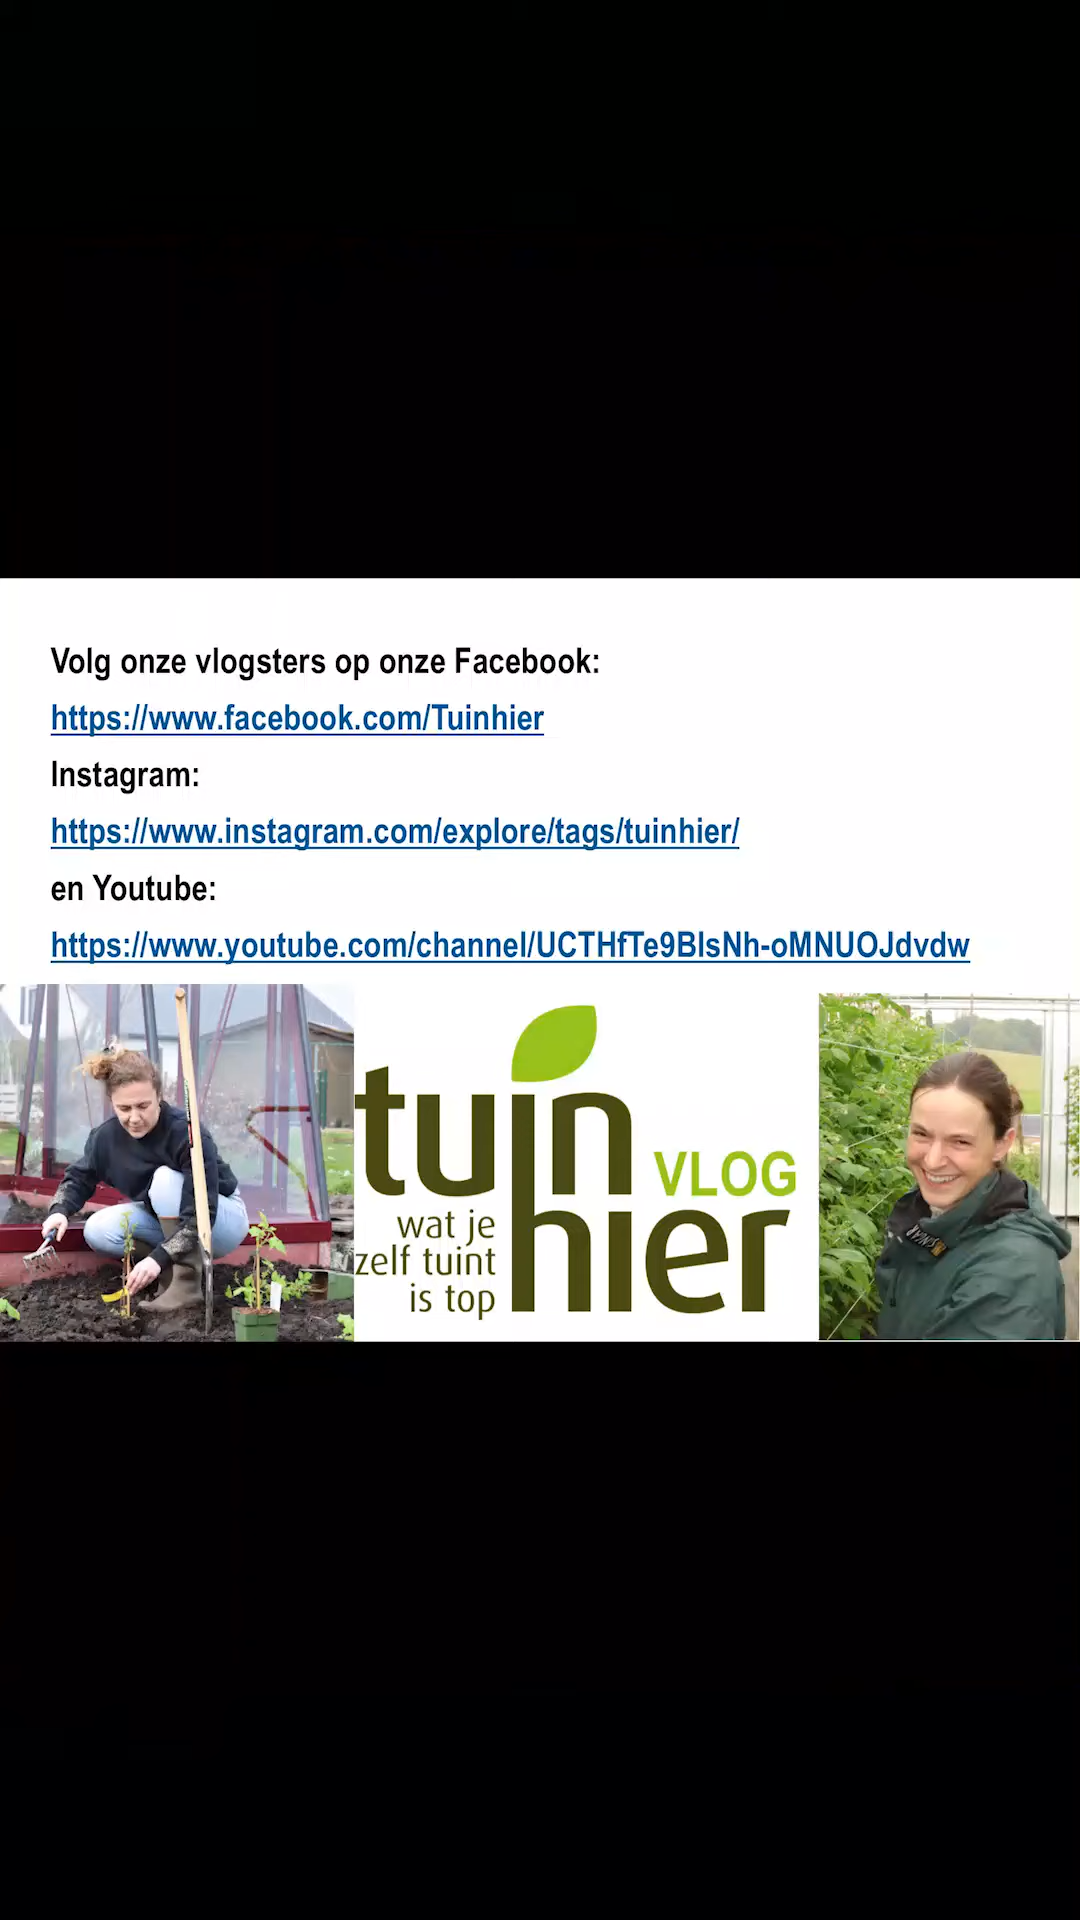 Volg onze vlogsters op onze Facebook:
https://www.facebook.com/Tuinhier
Instagram:
https://www.instagram.com/explore/tags/tuinhier/
en Youtube:
https://www.youtube.com/channel/UCTHfTe9BIsNh-oMNUOJdvdw
tuin VLOG
wat je
zelf tuint
is top
hier